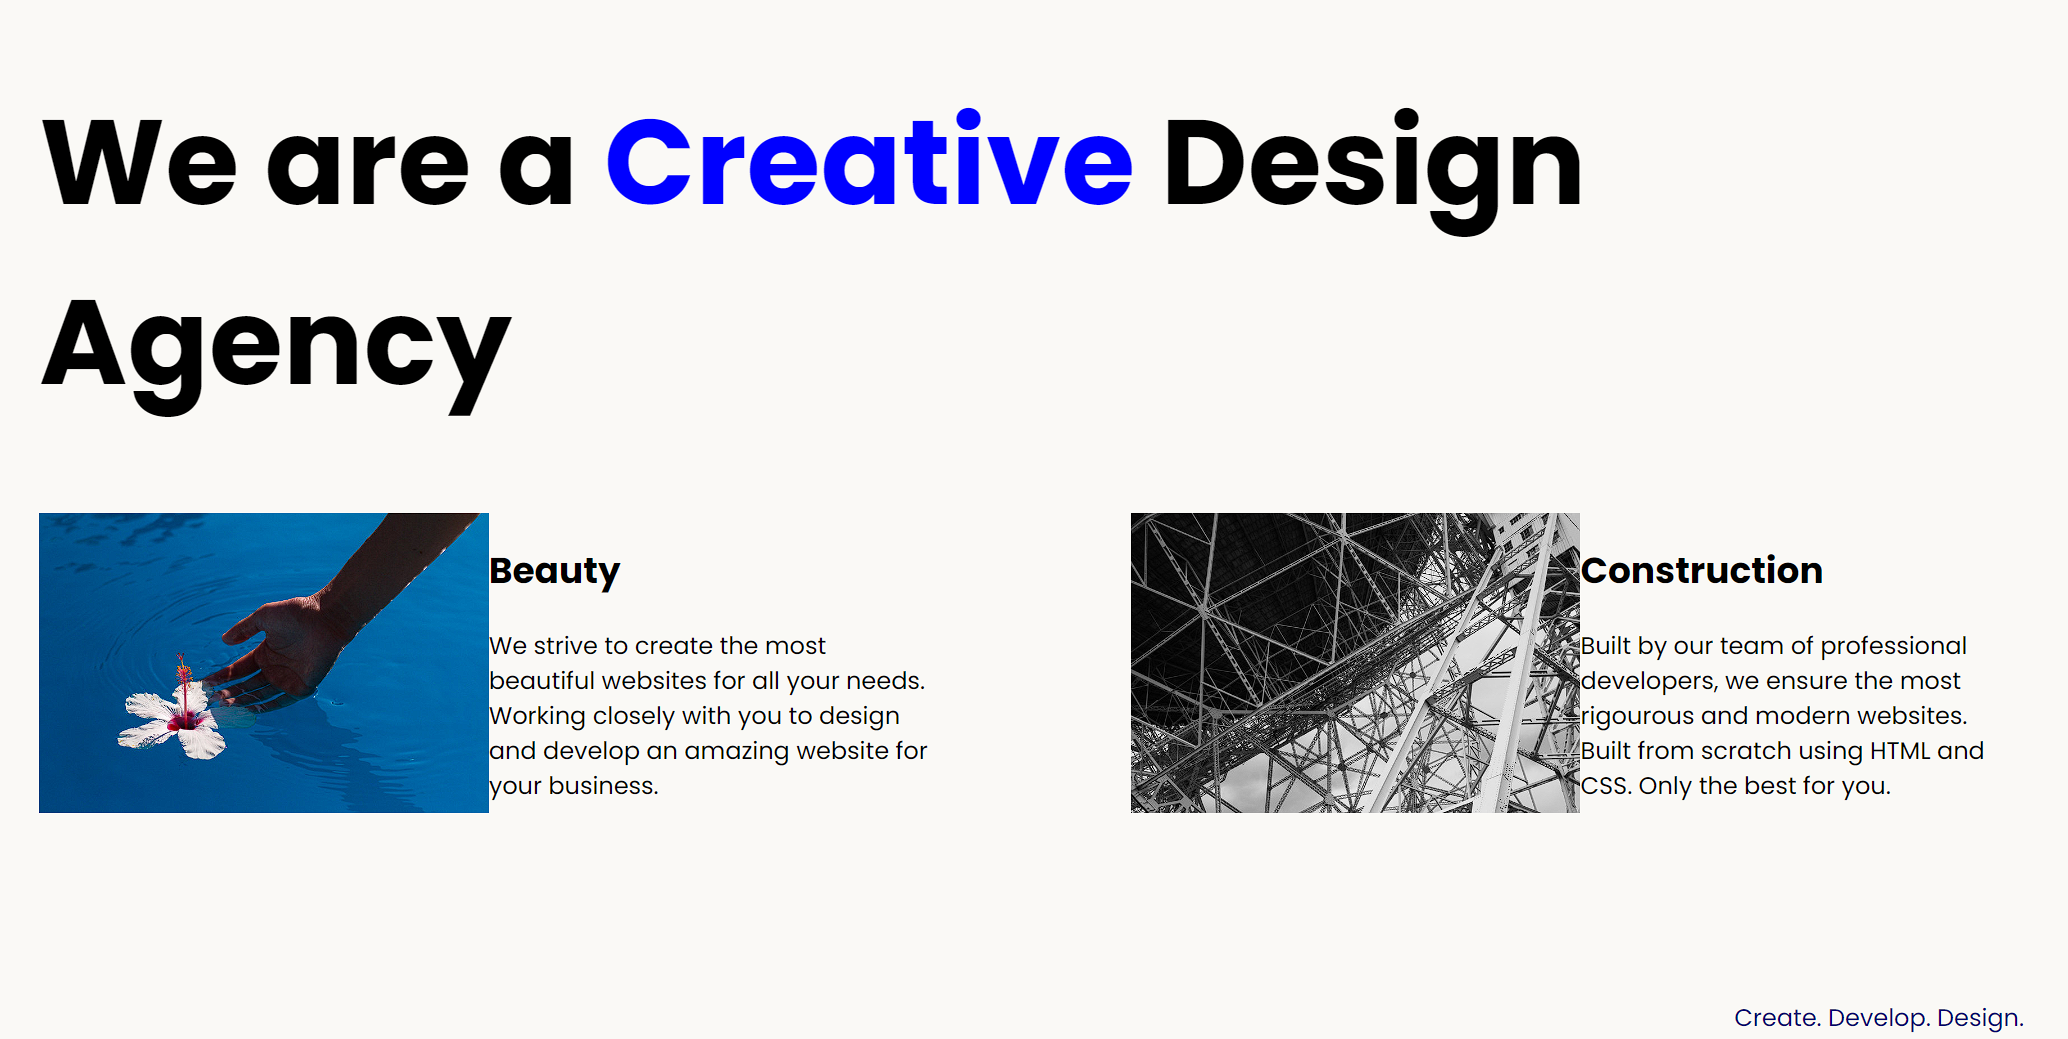 We are a Creative Design
Agency
Beauty
We strive to create the most
beautiful websites for all your needs.
Working closely with you to design
and develop an amazing website for
your business.
Construction
Built by our team of professional
developers, we ensure the most
rigourous and modern websites.
Built from scratch using HTML and
CSS. Only the best for you.
Create. Develop. Design.